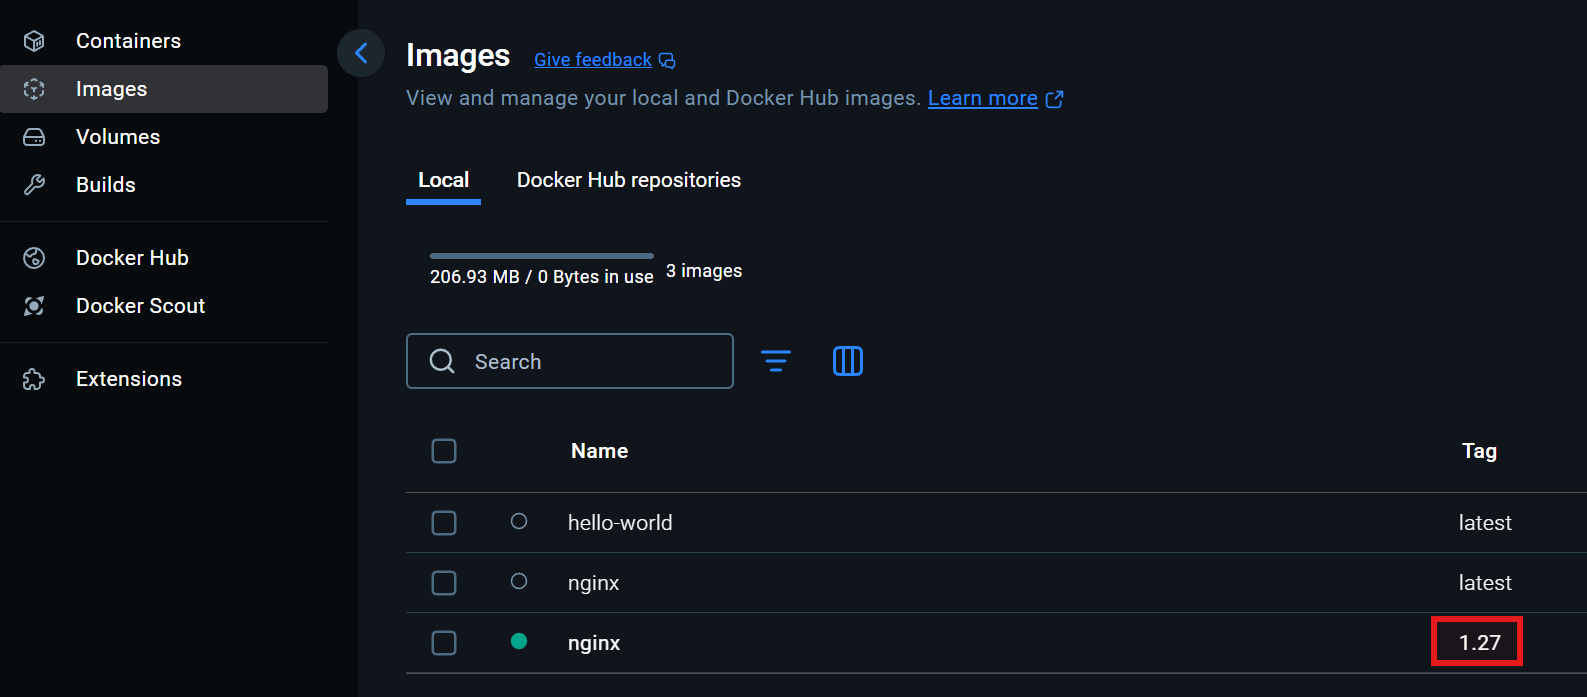 Containers
Images
Volumes
Builds
Docker Hub
Docker Scout
Extensions
Images Give feedback
View and manage your local and Docker Hub images. Learn more
Local Docker Hub repositories
206.93 MB / 0 Bytes in use 3 images
Search
Name Tag
hello-world latest
nginx latest
nginx 1.27